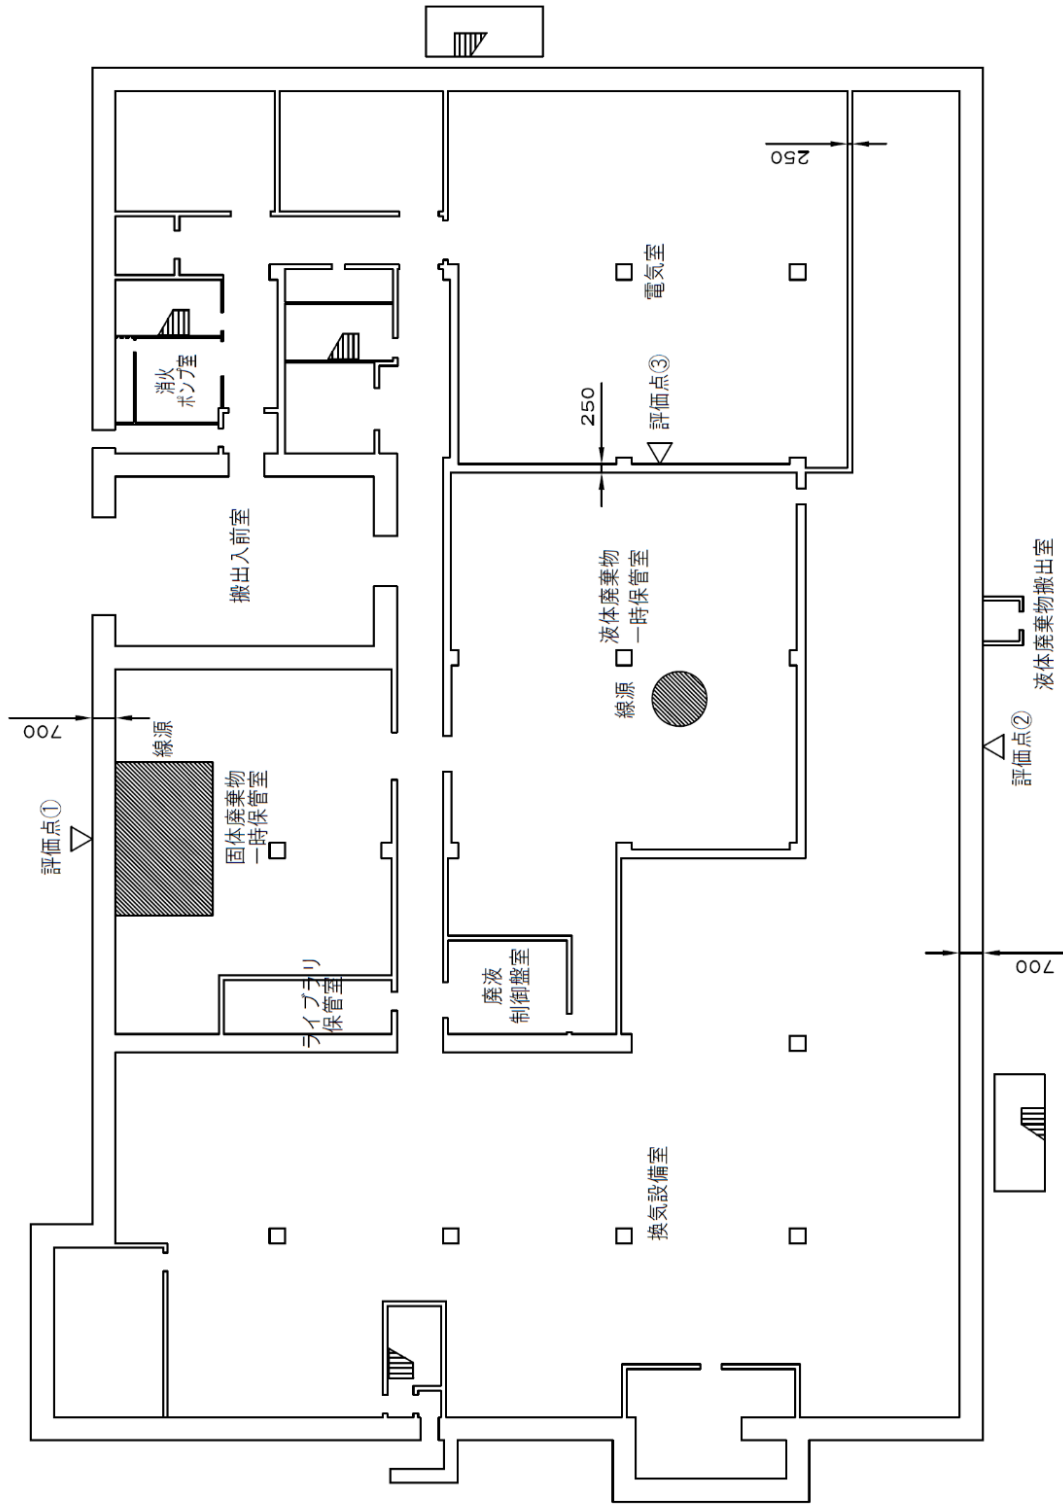 250
電気室
消火
ポンプ室
評価点③
250
搬出入前室
液体廃棄物
一時保管室
線源
液体廃棄物搬出室
700
線源
評価点①
固体廃棄物
一時保管室
評価点②
ライブラリ
保管室
廃液
制御盤室
700
換気設備室